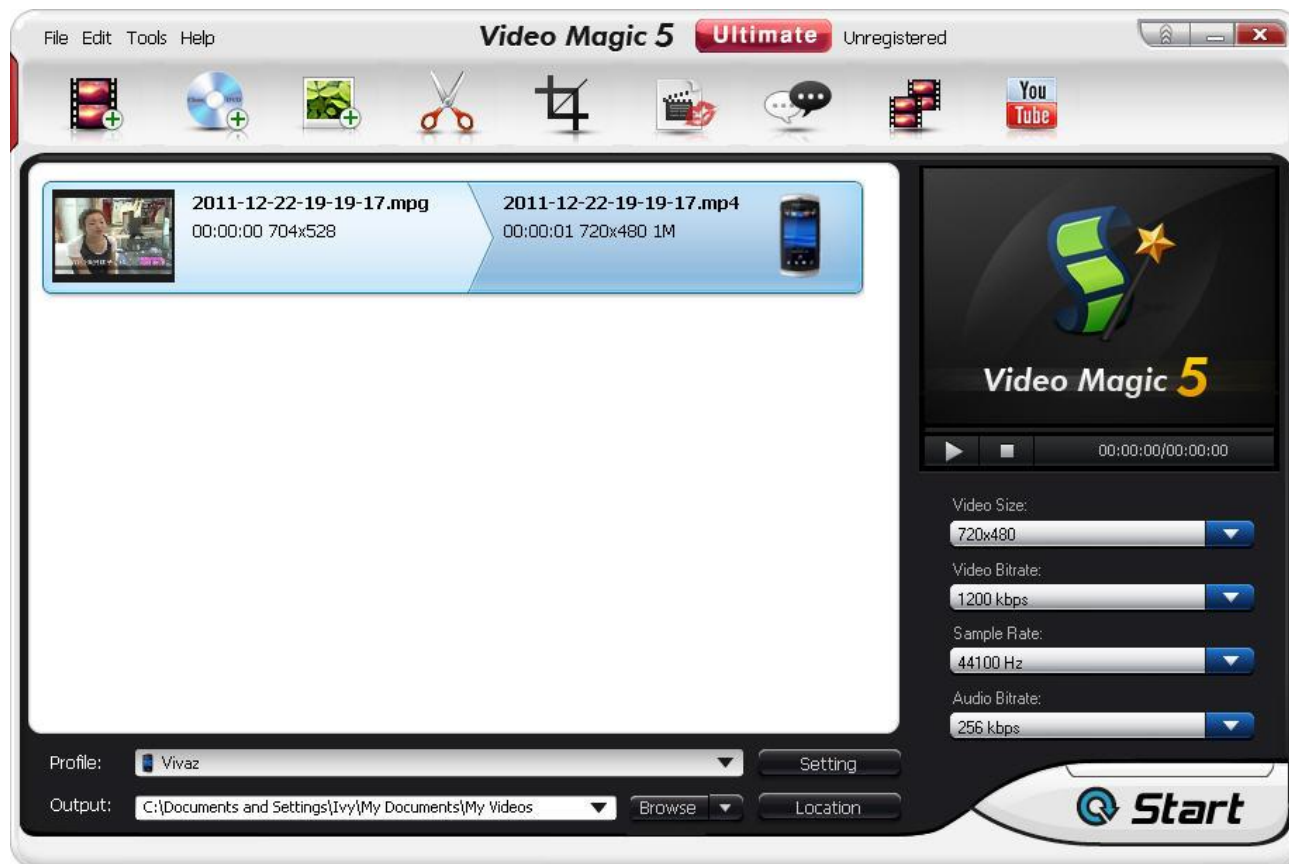 File Edit Tools Help
Video Magic 5 Ultimate Unregistered
You
Tube
2011-12-22-19-19-17.mpg
00:00:00 704x528
2011-12-22-19-19-17.mp4
00:00:01 720x480 1M
Video Magic 5
00:00:00/00:00:00
Video Size:
720x480
Video Bitrate:
1200 kbps
Sample Rate:
44100 Hz
Audio Bitrate:
256 kbps
Profile: Vivaz Setting
Output: C:\Documents and Settings\Ivy\My Documents\My Videos Browse Location
Start